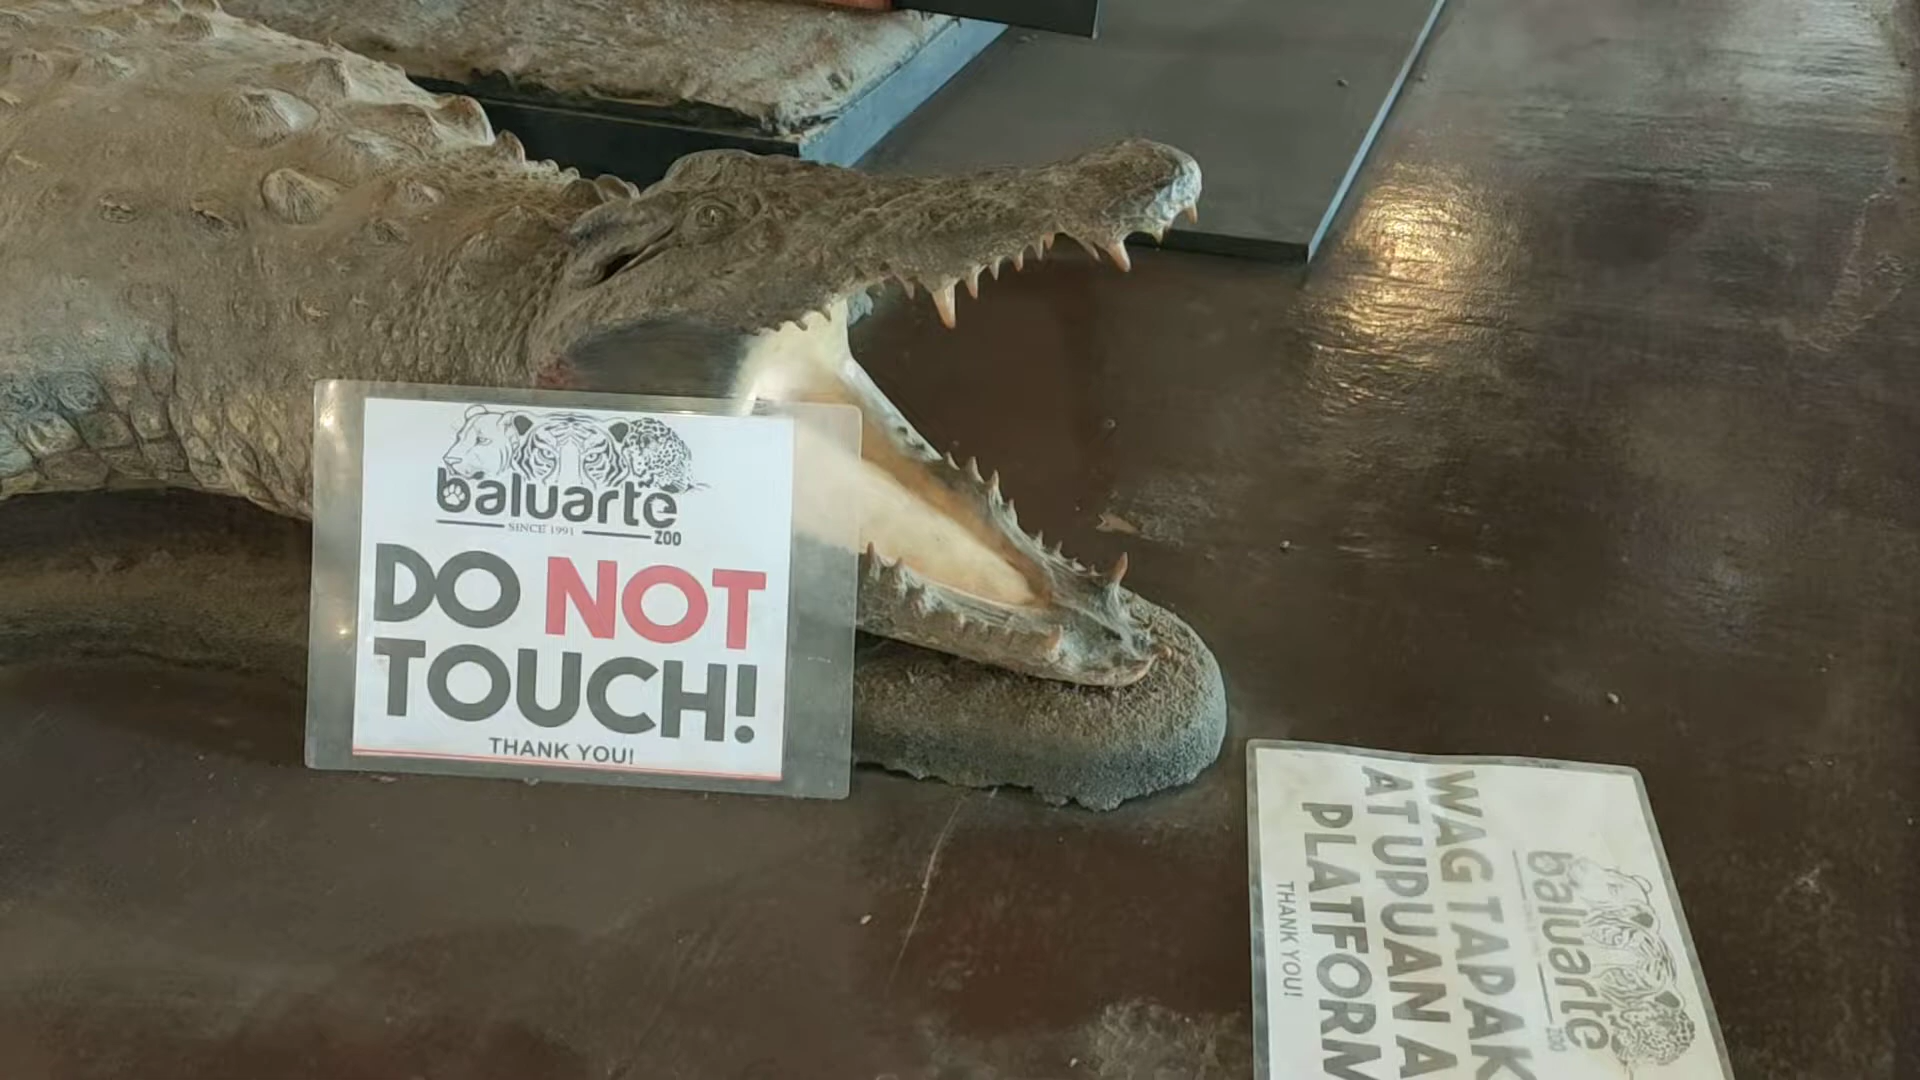 baluarte
SINCE 1991
ZOO
DO NOT
TOUCH!
THANK YOU!
baluarte
ZOO
WAG TAPAK
AT UPUAN A
PLATFORM
THANK YOU!